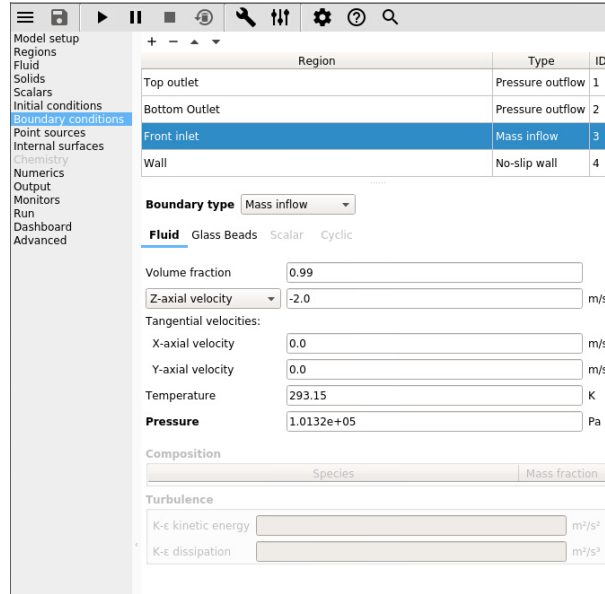 Model setup
Regions
Fluid
Solids
Scalars
Initial conditions
Boundary conditions
Point sources
Internal surfaces
Chemistry
Numerics
Output
Monitors
Run
Dashboard
Advanced
Region Type ID
Top outlet Pressure outflow 1
Bottom Outlet Pressure outflow 2
Front inlet Mass inflow 3
Wall No-slip wall 4
Boundary type Mass inflow
Fluid Glass Beads Scalar Cyclic
Volume fraction 0.99
Z-axial velocity -2.0 m/s
Tangential velocities:
X-axial velocity 0.0 m/s
Y-axial velocity 0.0 m/s
Temperature 293.15 K
Pressure 1.0132e+05 Pa
Composition
Species Mass fraction
Turbulence
K-ε kinetic energy m²/s²
K-ε dissipation m²/s³